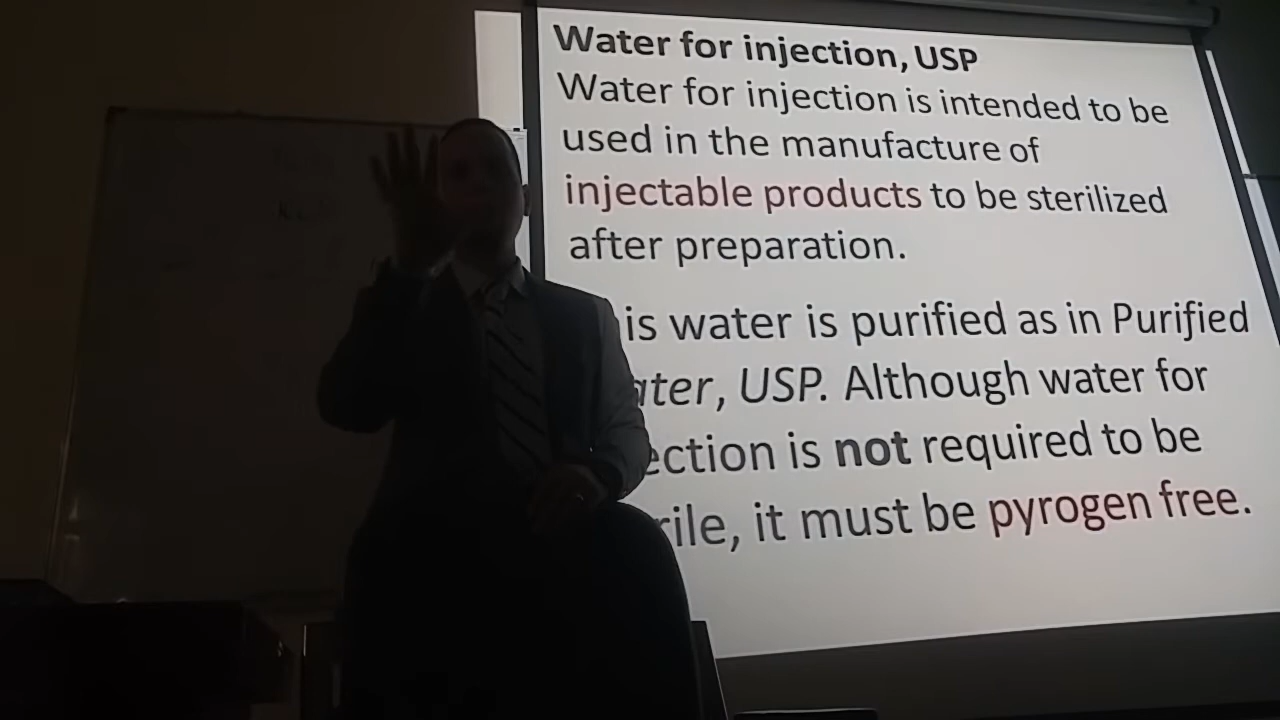 Water for injection, USP
Water for injection is intended to be
used in the manufacture of
injectable products to be sterilized
after preparation.
is water is purified as in Purified
ater, USP. Although water for
ection is not required to be
rile, it must be pyrogen free.